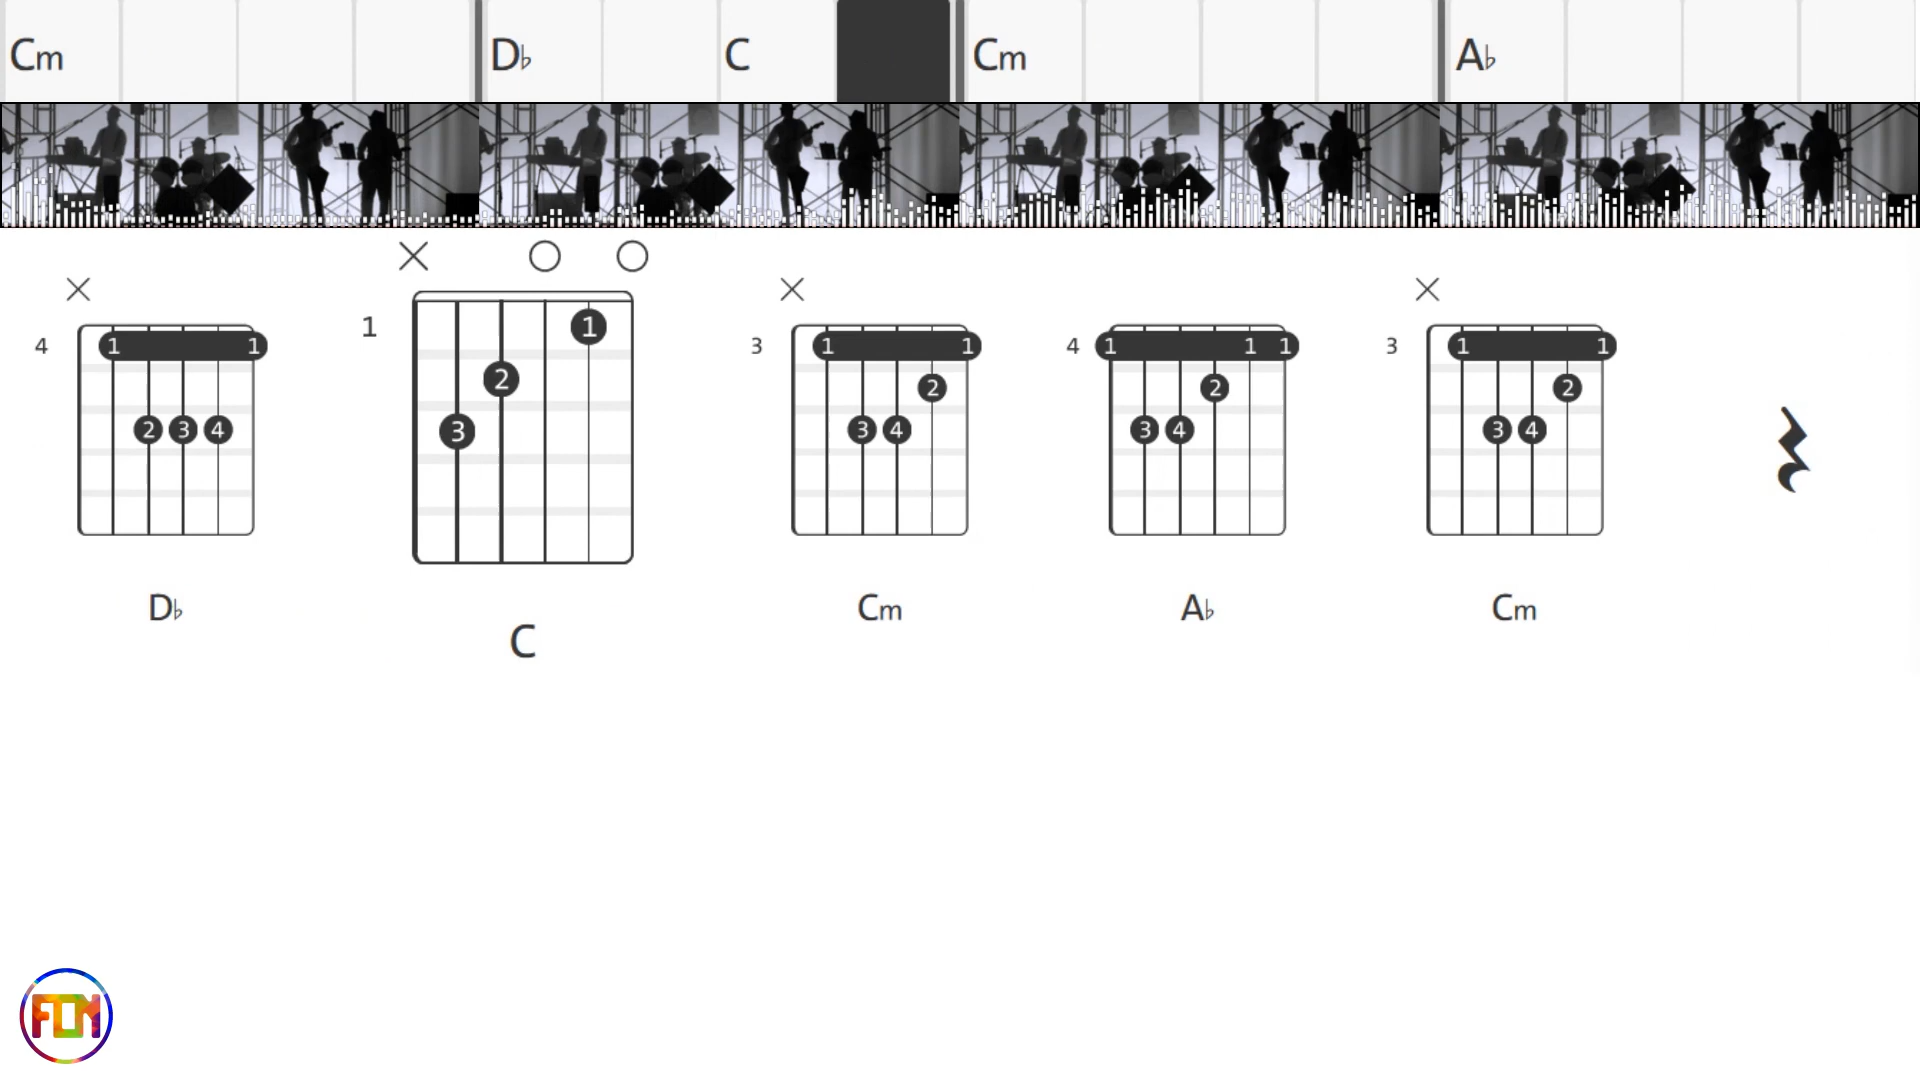 Cm D♭ C Cm A♭
4 1 1 2 3 4
1 1 2 3
3 1 1 2 3 4
4 1 1 1 2 3 4
3 1 1 2 3 4
D♭ C Cm A♭ Cm
FCM